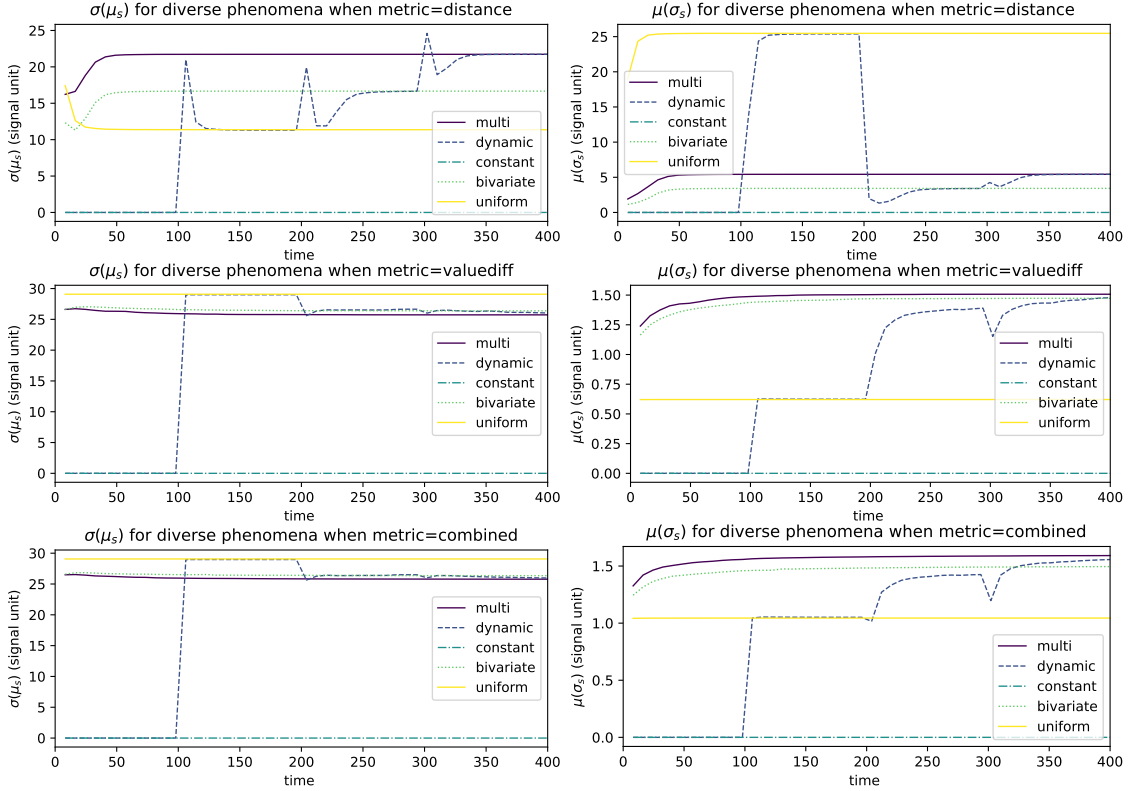 σ(μₛ) for diverse phenomena when metric=distance
σ(μₛ) (signal unit)
25
20
15
10
5
0
multi
dynamic
constant
bivariate
uniform
0 50 100 150 200 250 300 350 400
time
μ(σₛ) for diverse phenomena when metric=distance
μ(σₛ) (signal unit)
25
20
15
10
5
0
multi
dynamic
constant
bivariate
uniform
0 50 100 150 200 250 300 350 400
time
σ(μₛ) for diverse phenomena when metric=valuediff
σ(μₛ) (signal unit)
30
25
20
15
10
5
0
multi
dynamic
constant
bivariate
uniform
0 50 100 150 200 250 300 350 400
time
μ(σₛ) for diverse phenomena when metric=valuediff
μ(σₛ) (signal unit)
1.50
1.25
1.00
0.75
0.50
0.25
0.00
multi
dynamic
constant
bivariate
uniform
0 50 100 150 200 250 300 350 400
time
σ(μₛ) for diverse phenomena when metric=combined
σ(μₛ) (signal unit)
30
25
20
15
10
5
0
multi
dynamic
constant
bivariate
uniform
0 50 100 150 200 250 300 350 400
time
μ(σₛ) for diverse phenomena when metric=combined
μ(σₛ) (signal unit)
1.5
1.0
0.5
0.0
multi
dynamic
constant
bivariate
uniform
0 50 100 150 200 250 300 350 400
time